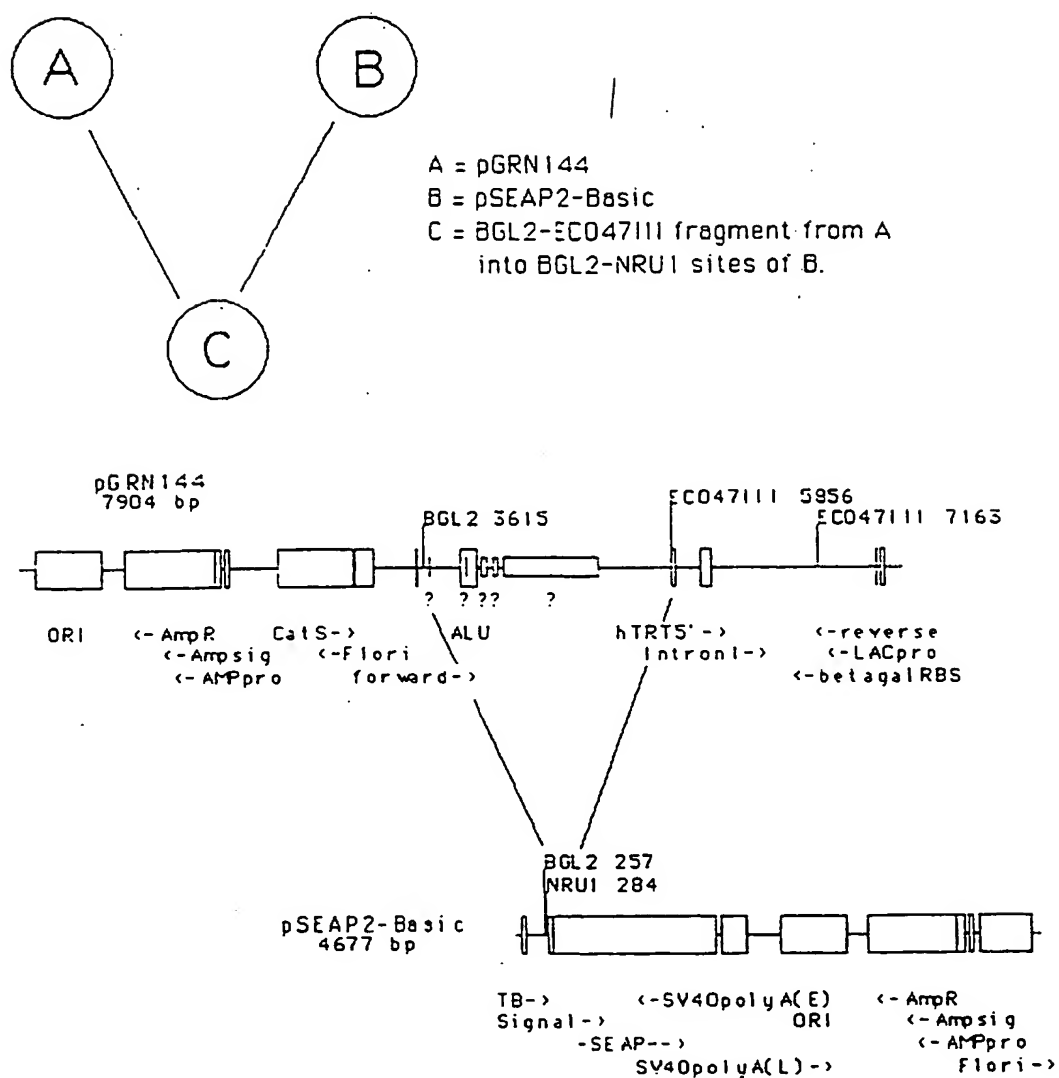 A
B
C
A = pGRN144
B = pSEAP2-Basic
C = BGL2-ECO47III fragment from A
into BGL2-NRU1 sites of B.
pGRN144
7904 bp
BGL2 3615
ECO47III 5856
ECO47III 7163
? ? ?? ?
ORI
<-AmpR
CatS->
ALU
hTRT5'->
<-reverse
<-Ampsig
<-Flori
Intron1->
<-LACpro
<-AMPpro
forward->
<-betagalRBS
BGL2 257
NRU1 284
pSEAP2-Basic
4677 bp
TB->
<-SV40polyA(E)
<-AmpR
Signal->
ORI
<-Ampsig
-SEAP-->
<-AMPpro
SV40polyA(L)->
Flori->